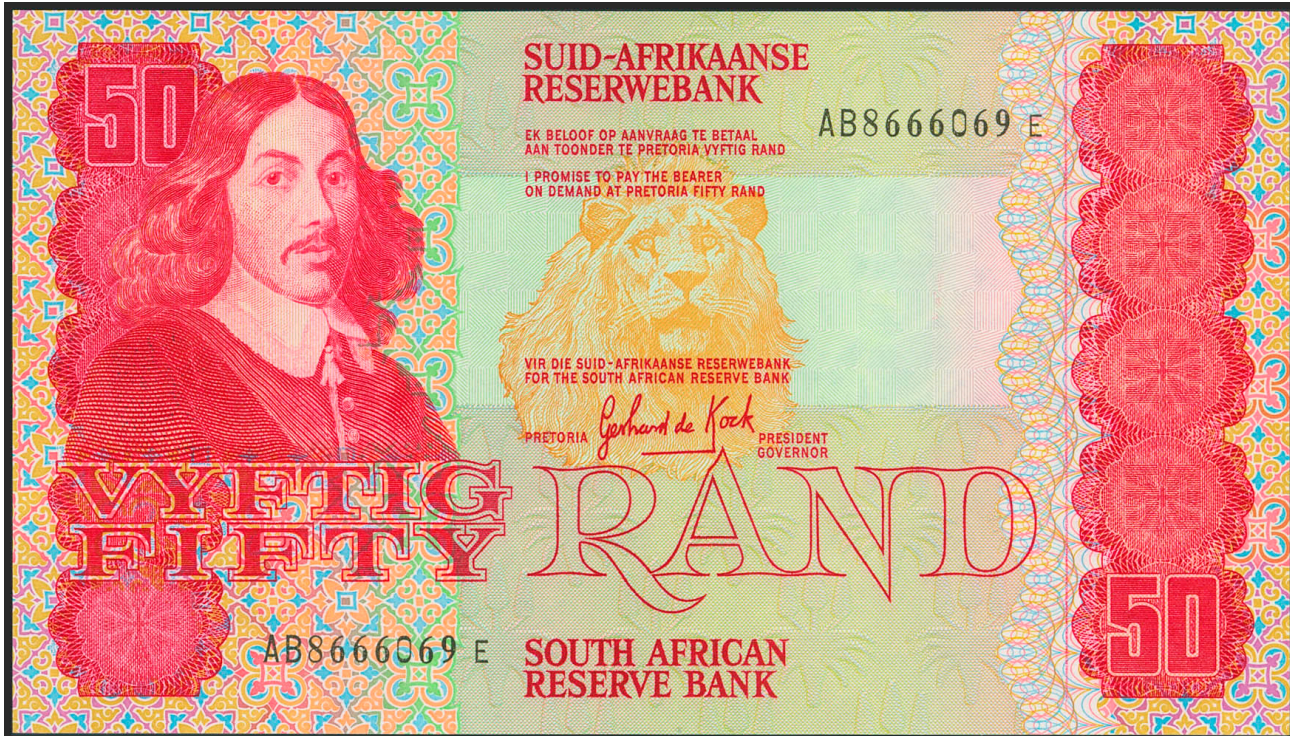 50
SUID-AFRIKAANSE
RESERWEBANK
AB8666069 E
EK BELOOF OP AANVRAAG TE BETAAL
AAN TOONDER TE PRETORIA VYFTIG RAND
I PROMISE TO PAY THE BEARER
ON DEMAND AT PRETORIA FIFTY RAND
VIR DIE SUID-AFRIKAANSE RESERWEBANK
FOR THE SOUTH AFRICAN RESERVE BANK
Gerhard de Kock
PRETORIA
PRESIDENT
GOVERNOR
VYFTIG
FIFTY
RAND
50
AB8666069 E
SOUTH AFRICAN
RESERVE BANK